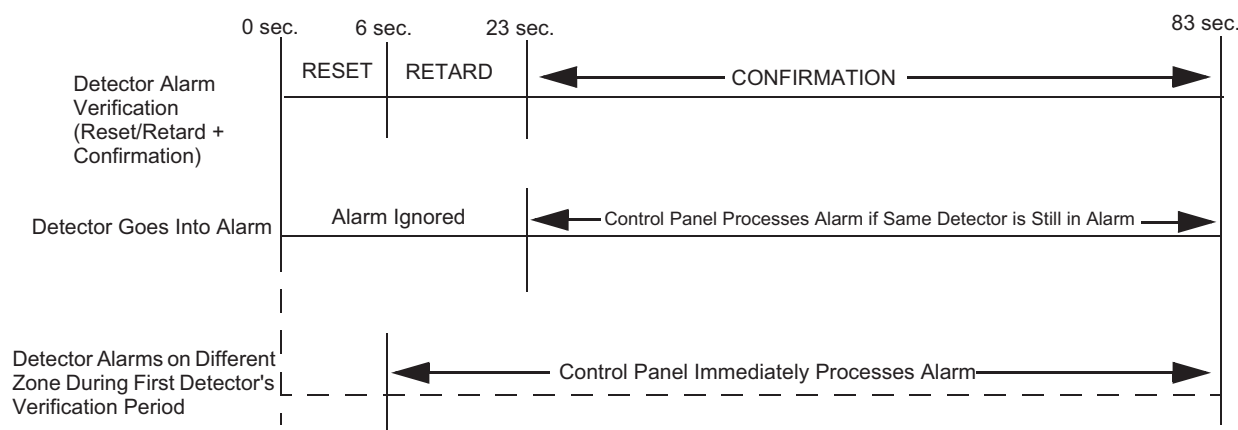 0 sec. 6 sec. 23 sec. 83 sec.
RESET RETARD CONFIRMATION
Detector Alarm
Verification
(Reset/Retard +
Confirmation)
Detector Goes Into Alarm Alarm Ignored Control Panel Processes Alarm if Same Detector is Still in Alarm
Detector Alarms on Different
Zone During First Detector's
Verification Period
Control Panel Immediately Processes Alarm